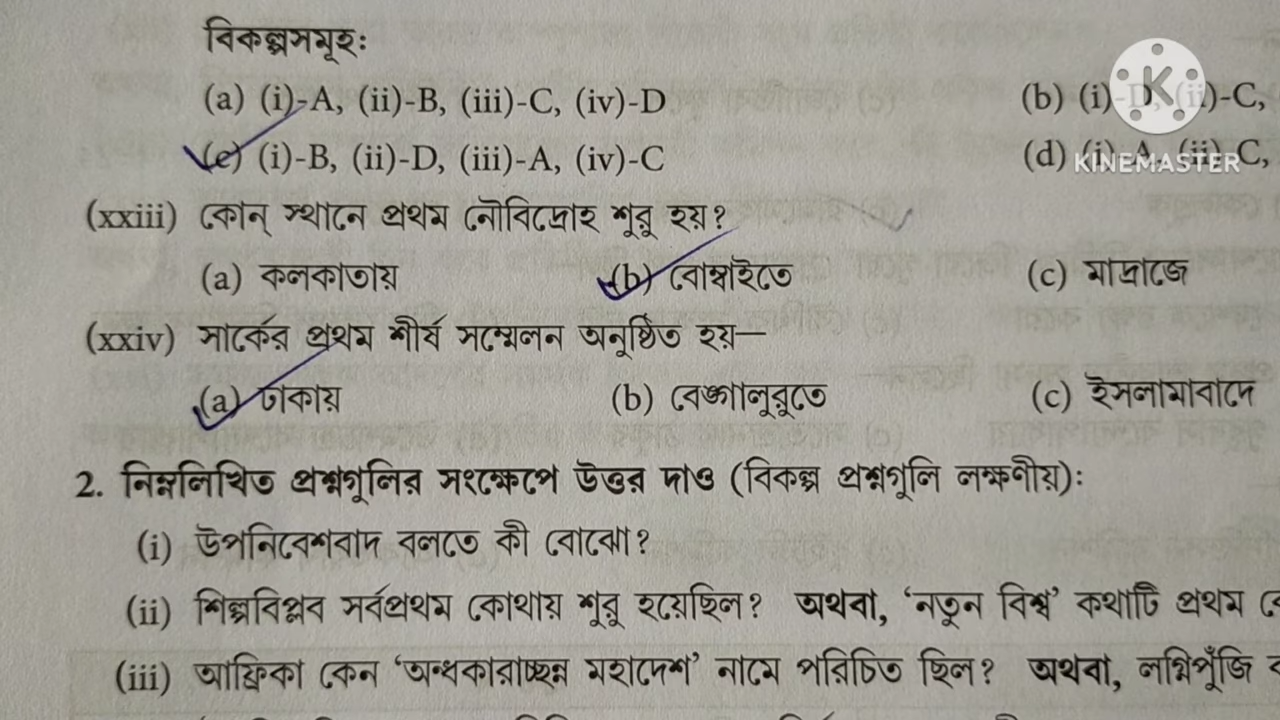 বিকল্পসমূহঃ
(a) (i)-A, (ii)-B, (iii)-C, (iv)-D (b) (i)-D, (ii)-C,
(c) (i)-B, (ii)-D, (iii)-A, (iv)-C (d) (i)-A, (ii)-C,
KINEMASTER
(xxiii) কোন্ স্থানে প্রথম নৌবিদ্রোহ শুরু হয়?
(a) কলকাতায় (b) বোম্বাইতে (c) মাদ্রাজে
(xxiv) সার্কের প্রথম শীর্ষ সম্মেলন অনুষ্ঠিত হয়—
(a) ঢাকায় (b) বেঙ্গালুরুতে (c) ইসলামাবাদে
2. নিম্নলিখিত প্রশ্নগুলির সংক্ষেপে উত্তর দাও (বিকল্প প্রশ্নগুলি লক্ষণীয়)ঃ
(i) উপনিবেশবাদ বলতে কী বোঝো?
(ii) শিল্পবিপ্লব সর্বপ্রথম কোথায় শুরু হয়েছিল? অথবা, ‘নতুন বিশ্ব’ কথাটি প্রথম
(iii) আফ্রিকা কেন ‘অন্ধকারাচ্ছন্ন মহাদেশ’ নামে পরিচিত ছিল? অথবা, লগ্নিপুঁজি